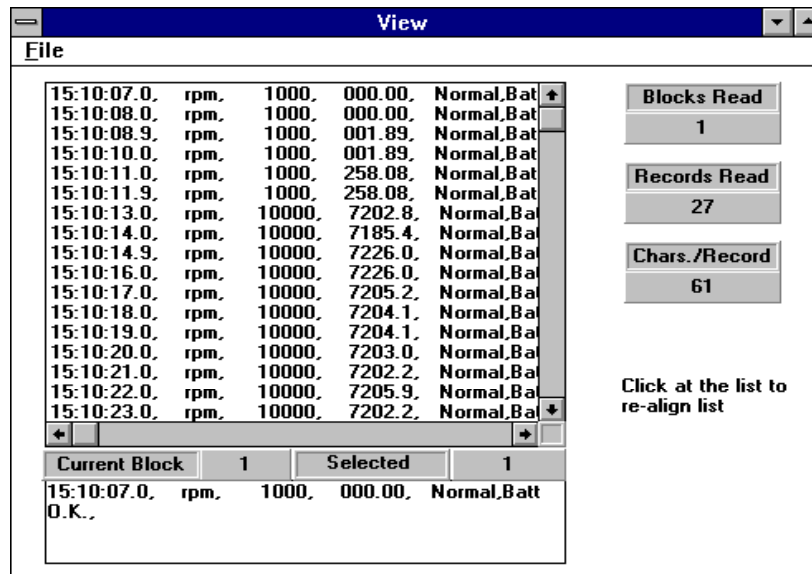 View
File
15:10:07.0, rpm, 1000, 000.00, Normal,Bat
15:10:08.0, rpm, 1000, 000.00, Normal,Bat
15:10:08.9, rpm, 1000, 001.89, Normal,Bat
15:10:10.0, rpm, 1000, 001.89, Normal,Bat
15:10:11.0, rpm, 1000, 258.08, Normal,Bat
15:10:11.9, rpm, 1000, 258.08, Normal,Bat
15:10:13.0, rpm, 10000, 7202.8, Normal,Bat
15:10:14.0, rpm, 10000, 7185.4, Normal,Bat
15:10:14.9, rpm, 10000, 7226.0, Normal,Bat
15:10:16.0, rpm, 10000, 7226.0, Normal,Bat
15:10:17.0, rpm, 10000, 7205.2, Normal,Bat
15:10:18.0, rpm, 10000, 7204.1, Normal,Bat
15:10:19.0, rpm, 10000, 7204.1, Normal,Bat
15:10:20.0, rpm, 10000, 7203.0, Normal,Bat
15:10:21.0, rpm, 10000, 7202.2, Normal,Bat
15:10:22.0, rpm, 10000, 7205.9, Normal,Bat
15:10:23.0, rpm, 10000, 7202.2, Normal,Bat
Current Block 1 Selected 1
15:10:07.0, rpm, 1000, 000.00, Normal,Batt
O.K.,
Blocks Read
1
Records Read
27
Chars./Record
61
Click at the list to
re-align list